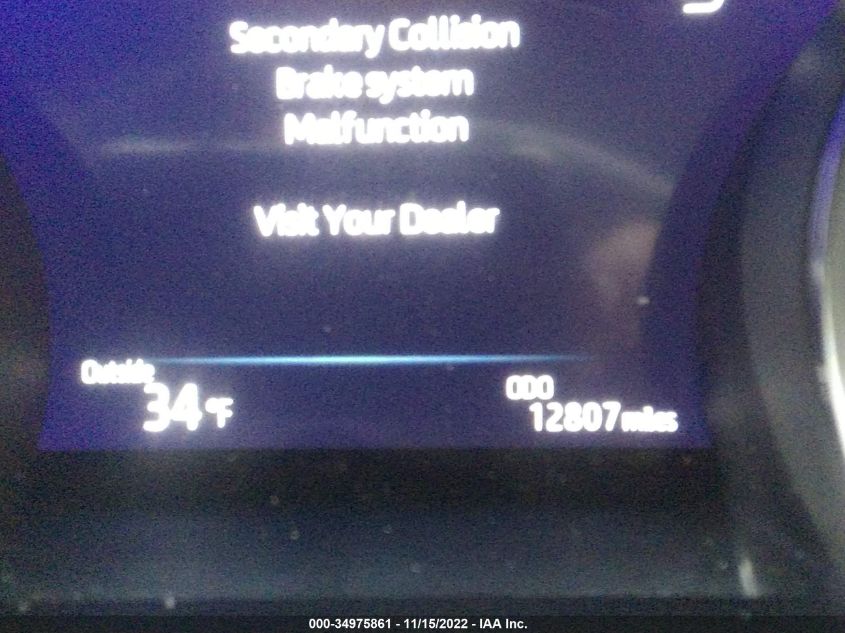 Secondary Collision
Brake system
Malfunction
Visit Your Dealer
Outside
34°F
ODO
12807 miles
000-34975861 - 11/15/2022 - IAA Inc.